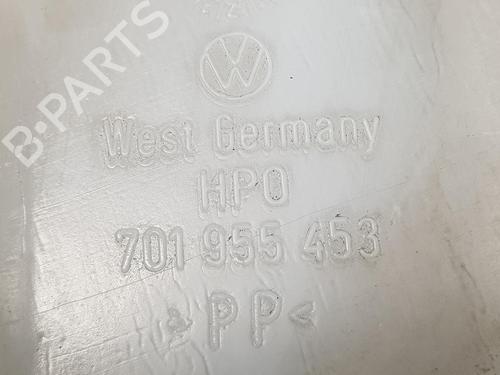 West Germany
HPO
701 955 453
>PP<
B-PARTS